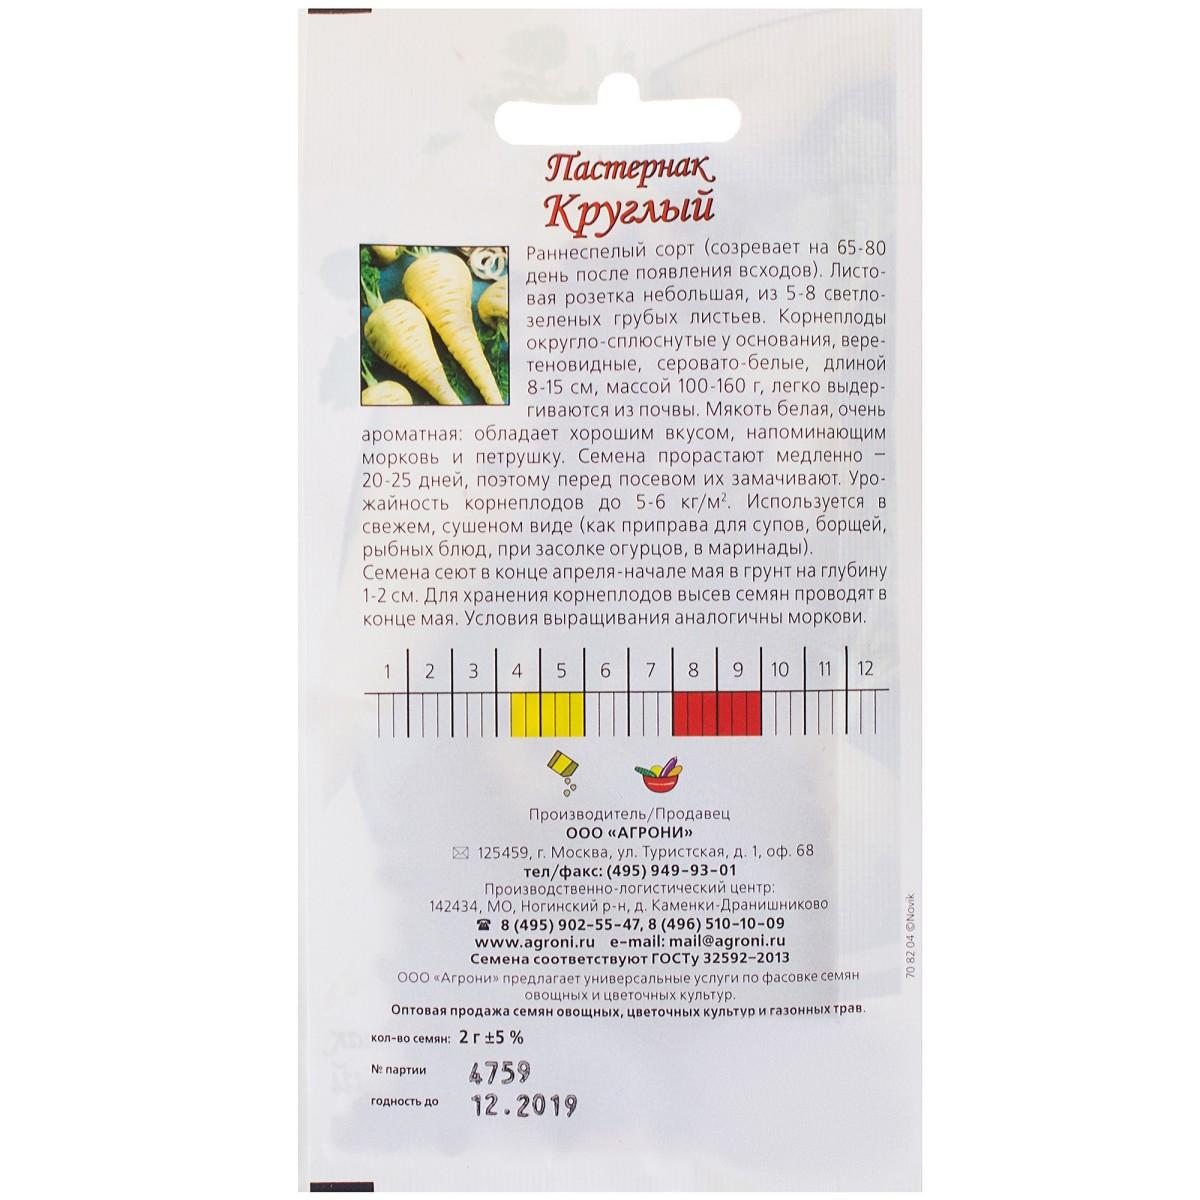 Пастернак
Круглый
Раннеспелый сорт (созревает на 65-80
день после появления всходов). Листо-
вая розетка небольшая, из 5-8 светло-
зеленых грубых листьев. Корнеплоды
округло-сплюснутые у основания, вере-
теновидные, серовато-белые, длиной
8-15 см, массой 100-160 г, легко выдер-
гиваются из почвы. Мякоть белая, очень
ароматная: обладает хорошим вкусом, напоминающим
морковь и петрушку. Семена прорастают медленно –
20-25 дней, поэтому перед посевом их замачивают. Уро-
жайность корнеплодов до 5-6 кг/м². Используется в
свежем, сушеном виде (как приправа для супов, борщей,
рыбных блюд, при засолке огурцов, в маринады).
Семена сеют в конце апреля-начале мая в грунт на глубину
1-2 см. Для хранения корнеплодов высев семян проводят в
конце мая. Условия выращивания аналогичны моркови.
1 2 3 4 5 6 7 8 9 10 11 12
Производитель/Продавец
ООО «АГРОНИ»
125459, г. Москва, ул. Туристская, д. 1, оф. 68
тел/факс: (495) 949–93–01
Производственно-логистический центр:
142434, МО, Ногинский р-н, д. Каменки-Дранишниково
8 (495) 902–55–47, 8 (496) 510–10–09
www.agroni.ru e-mail: mail@agroni.ru
Семена соответствуют ГОСТу 32592–2013
ООО «Агрони» предлагает универсальные услуги по фасовке семян
овощных и цветочных культур.
Оптовая продажа семян овощных, цветочных культур и газонных трав.
кол-во семян: 2 г ±5 %
№ партии 4759
годность до 12.2019
70 82 04 ©Novik